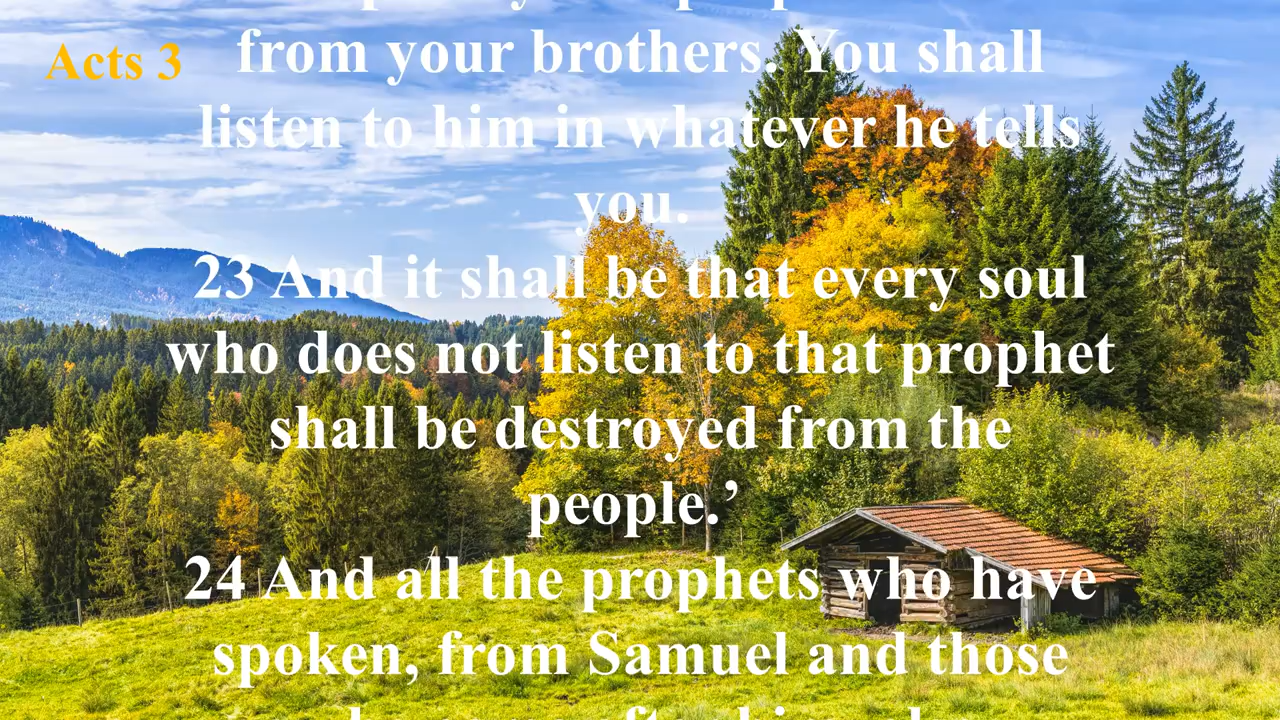 Acts 3
from your brothers. You shall
listen to him in whatever he tells
you.
23 And it shall be that every soul
who does not listen to that prophet
shall be destroyed from the
people.’
24 And all the prophets who have
spoken, from Samuel and those